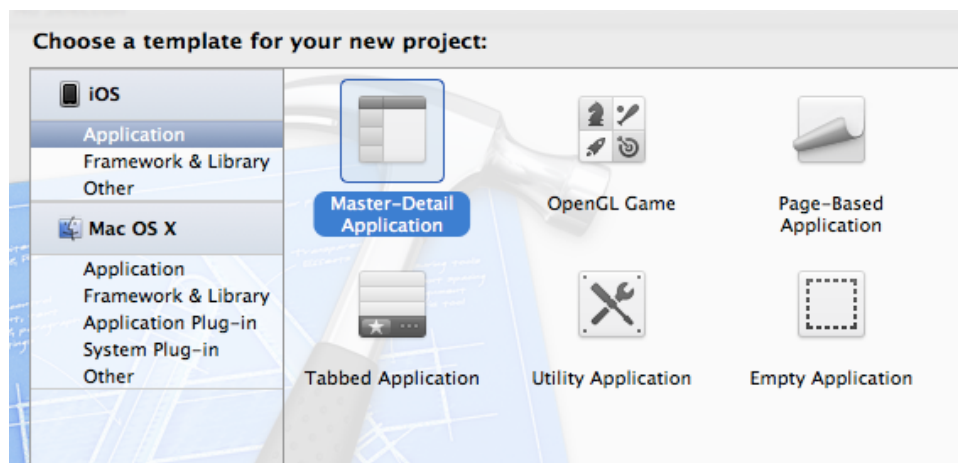 Choose a template for your new project:
iOS
Application
Framework & Library
Other
Mac OS X
Application
Framework & Library
Application Plug-in
System Plug-in
Other
Master-Detail
Application
OpenGL Game
Page-Based
Application
Tabbed Application
Utility Application
Empty Application